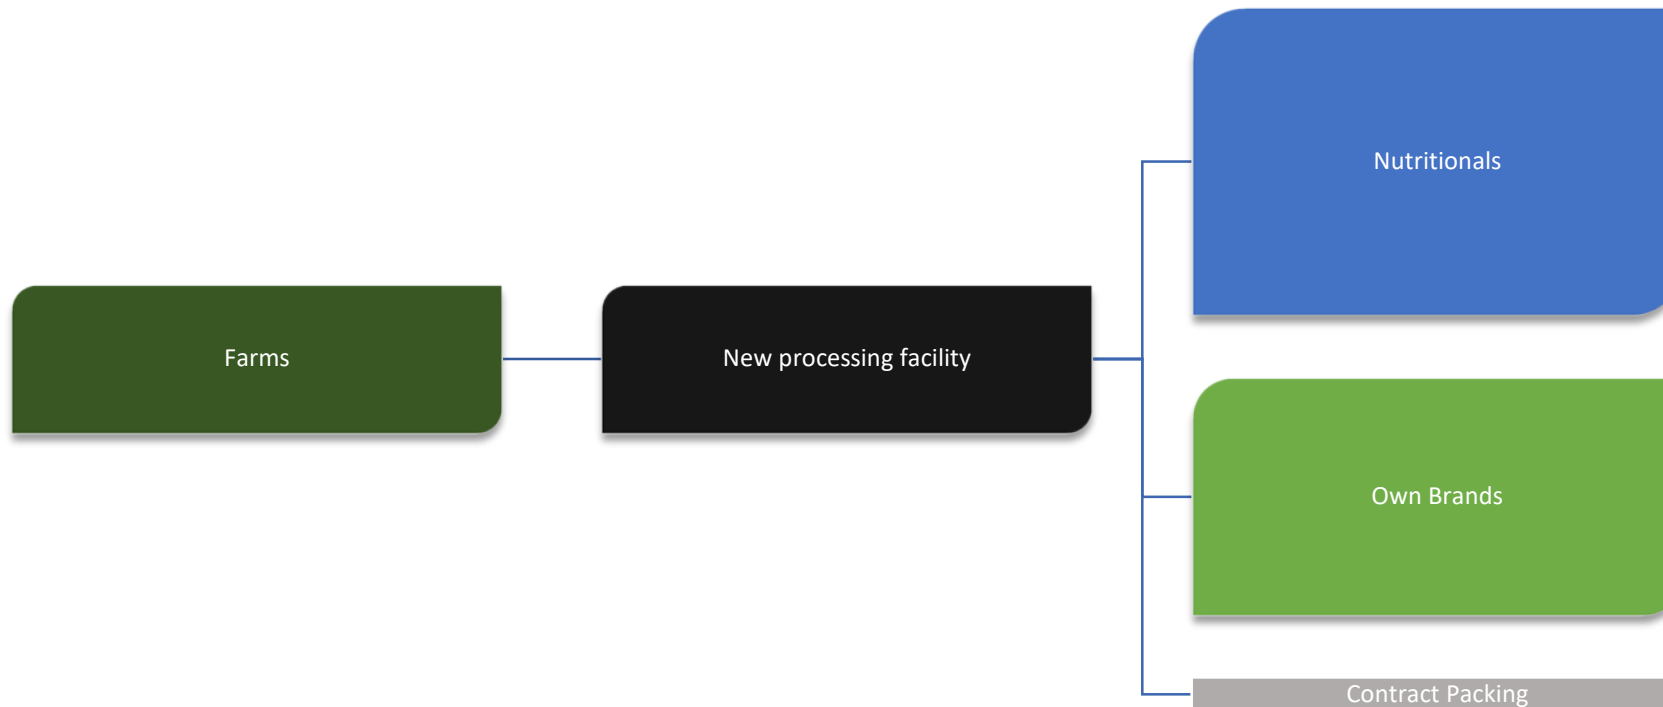 Farms
New processing facility
Nutritionals
Own Brands
Contract Packing